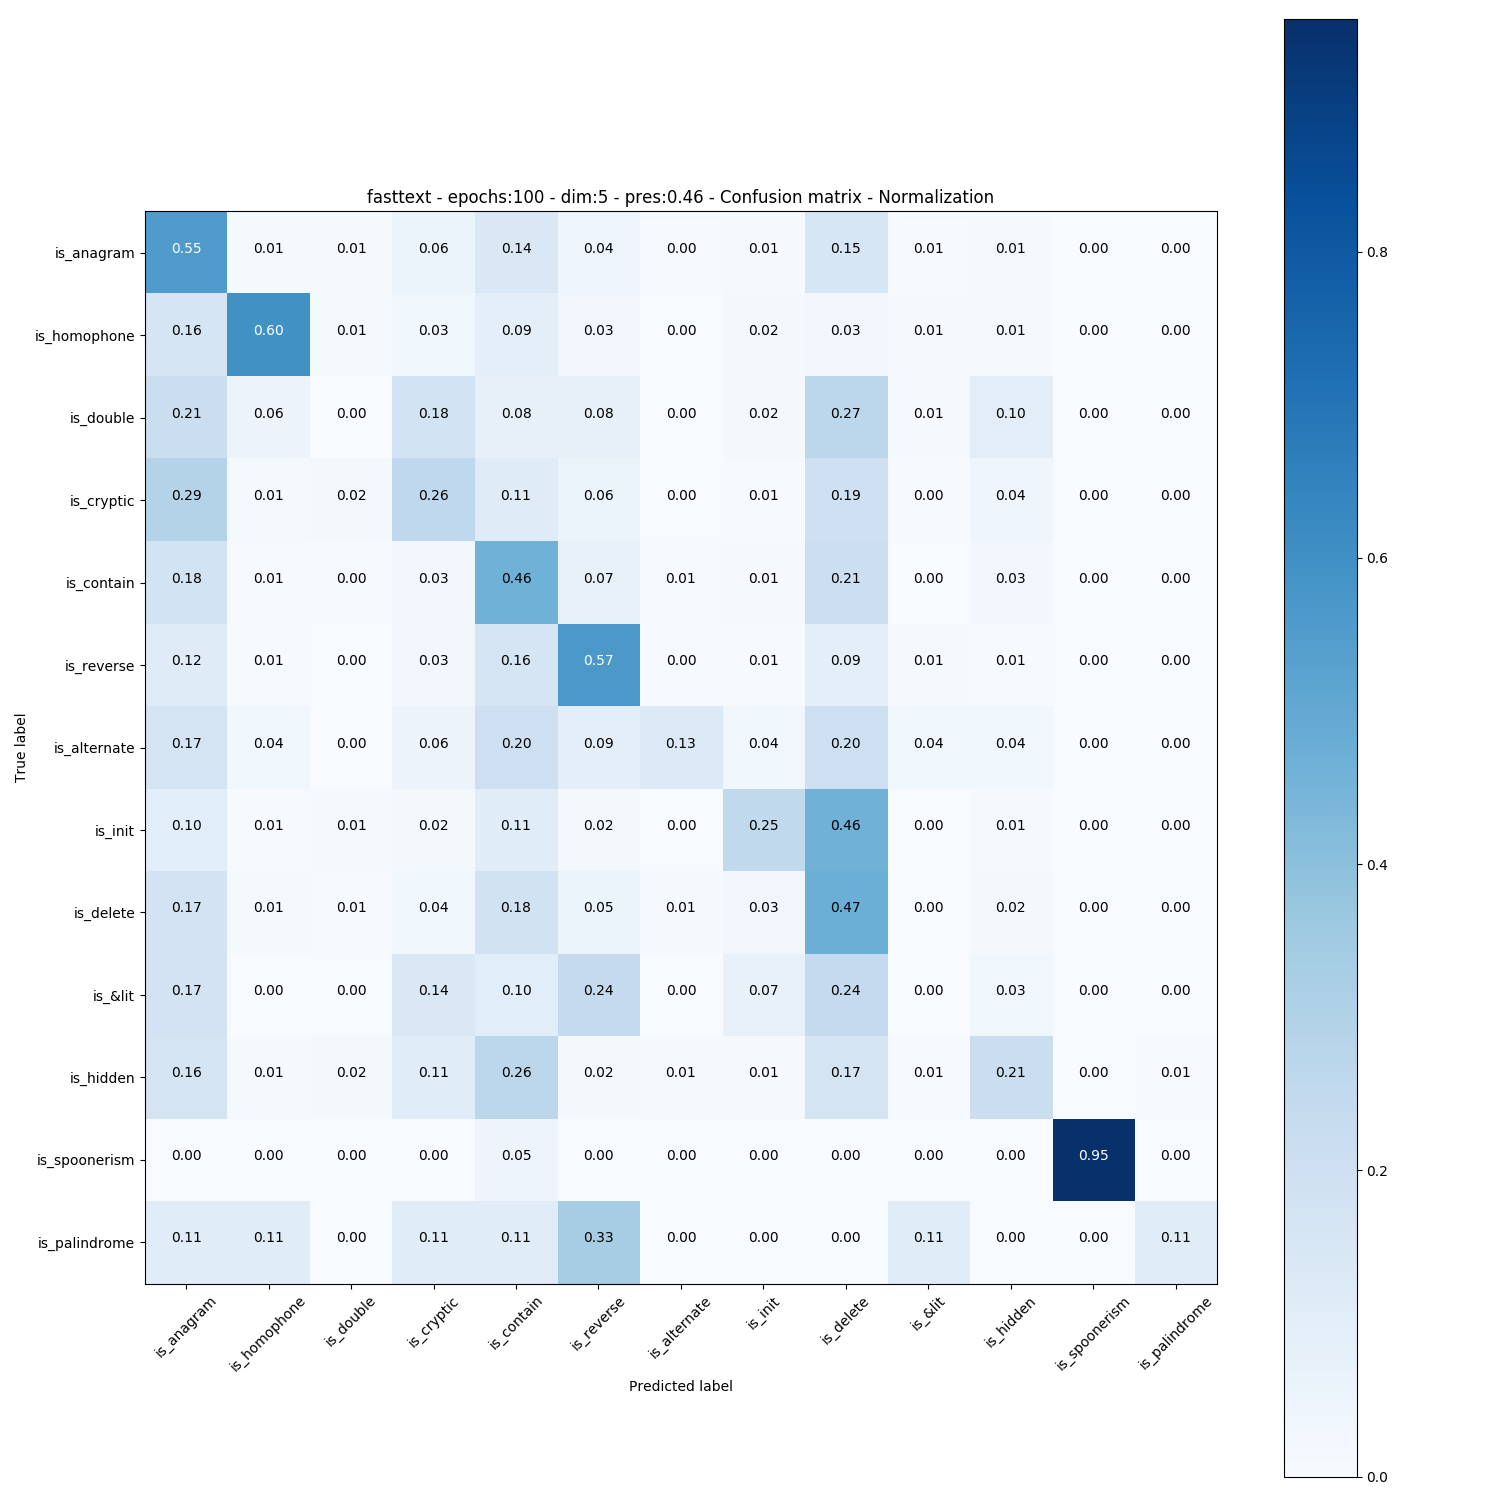 fasttext - epochs:100 - dim:5 - pres:0.46 - Confusion matrix - Normalization
is_anagram 0.55 0.01 0.01 0.06 0.14 0.04 0.00 0.01 0.15 0.01 0.01 0.00 0.00
is_homophone 0.16 0.60 0.01 0.03 0.09 0.03 0.00 0.02 0.03 0.01 0.01 0.00 0.00
is_double 0.21 0.06 0.00 0.18 0.08 0.08 0.00 0.02 0.27 0.01 0.10 0.00 0.00
is_cryptic 0.29 0.01 0.02 0.26 0.11 0.06 0.00 0.01 0.19 0.00 0.04 0.00 0.00
is_contain 0.18 0.01 0.00 0.03 0.46 0.07 0.01 0.01 0.21 0.00 0.03 0.00 0.00
is_reverse 0.12 0.01 0.00 0.03 0.16 0.57 0.00 0.01 0.09 0.01 0.01 0.00 0.00
is_alternate 0.17 0.04 0.00 0.06 0.20 0.09 0.13 0.04 0.20 0.04 0.04 0.00 0.00
is_init 0.10 0.01 0.01 0.02 0.11 0.02 0.00 0.25 0.46 0.00 0.01 0.00 0.00
is_delete 0.17 0.01 0.01 0.04 0.18 0.05 0.01 0.03 0.47 0.00 0.02 0.00 0.00
is_&lit 0.17 0.00 0.00 0.14 0.10 0.24 0.00 0.07 0.24 0.00 0.03 0.00 0.00
is_hidden 0.16 0.01 0.02 0.11 0.26 0.02 0.01 0.01 0.17 0.01 0.21 0.00 0.01
is_spoonerism 0.00 0.00 0.00 0.00 0.05 0.00 0.00 0.00 0.00 0.00 0.00 0.95 0.00
is_palindrome 0.11 0.11 0.00 0.11 0.11 0.33 0.00 0.00 0.00 0.11 0.00 0.00 0.11
True label
is_anagram is_homophone is_double is_cryptic is_contain is_reverse is_alternate is_init is_delete is_&lit is_hidden is_spoonerism is_palindrome
Predicted label
0.8
0.6
0.4
0.2
0.0